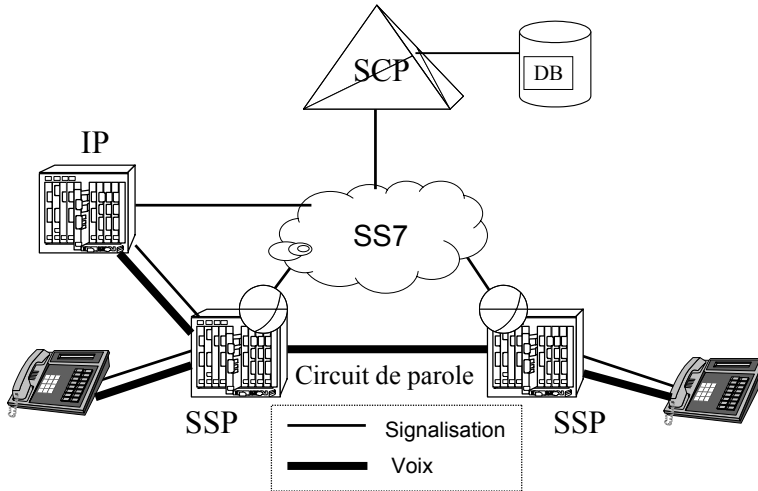 SCP
DB
IP
SS7
Circuit de parole
SSP
SSP
Signalisation
Voix